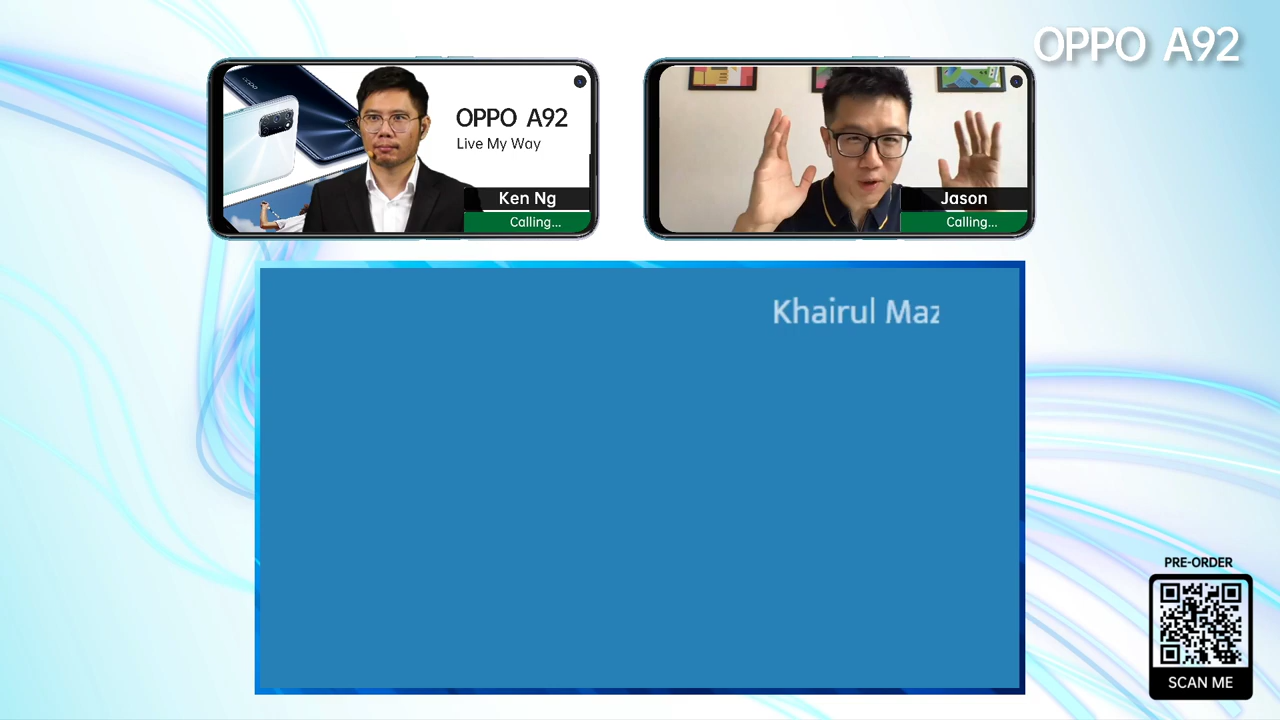 OPPO A92
OPPO A92
Live My Way
Ken Ng
Calling...
Jason
Calling...
Khairul Maz
PRE-ORDER
SCAN ME